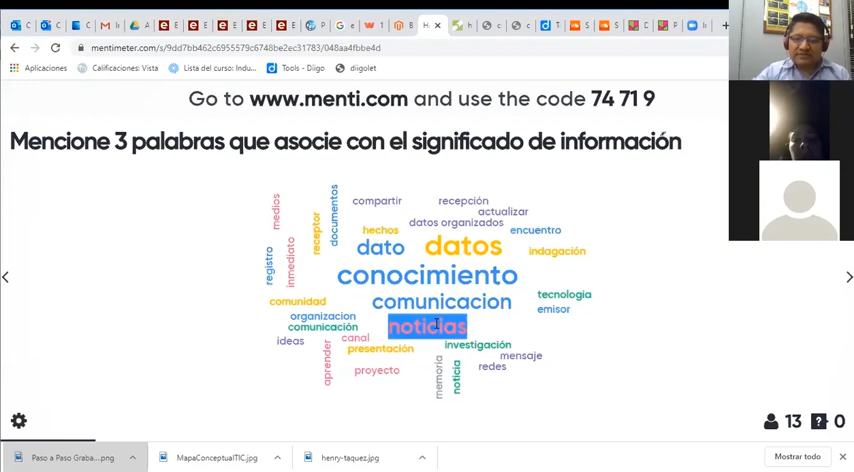 mentimeter.com/s/9dd7bb462c6955579c6748be2ec31783/048aa4fbbe4d
Aplicaciones
Calificaciones: Vista
Lista del curso: Indu...
Tools - Diigo
diigolet
Go to www.menti.com and use the code 74 71 9
Mencione 3 palabras que asocie con el significado de información
medios
documentos
compartir
recepción
actualizar
receptor
hechos
datos organizados
encuentro
registro
inmediato
dato
datos
indagación
conocimiento
comunidad
comunicacion
tecnologia
emisor
organizacion
comunicación
noticias
ideas
canal
investigación
aprender
presentación
mensaje
proyecto
memoria
noticia
redes
13
0
Paso a Paso Graba....png
MapaConceptualTIC.jpg
henry-taquez.jpg
Mostrar todo